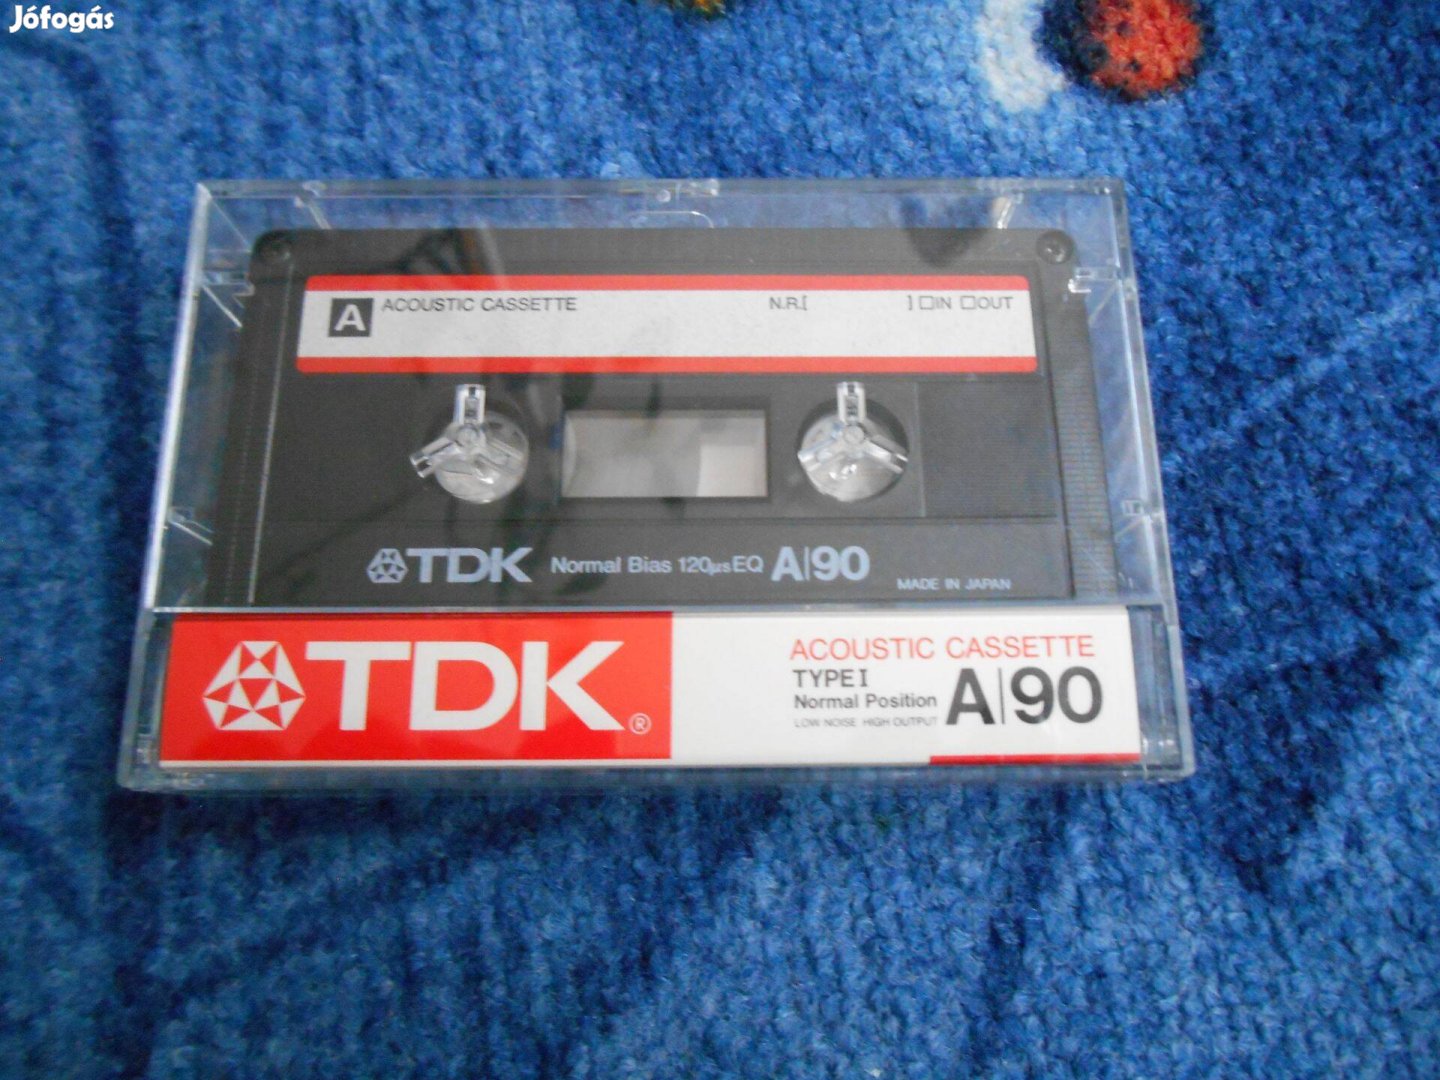 Jófogás
A ACOUSTIC CASSETTE N.R.[ ] □IN □OUT
TDK Normal Bias 120µs EQ A|90
MADE IN JAPAN
TDK®
ACOUSTIC CASSETTE
TYPE I
Normal Position A|90
LOW NOISE HIGH OUTPUT